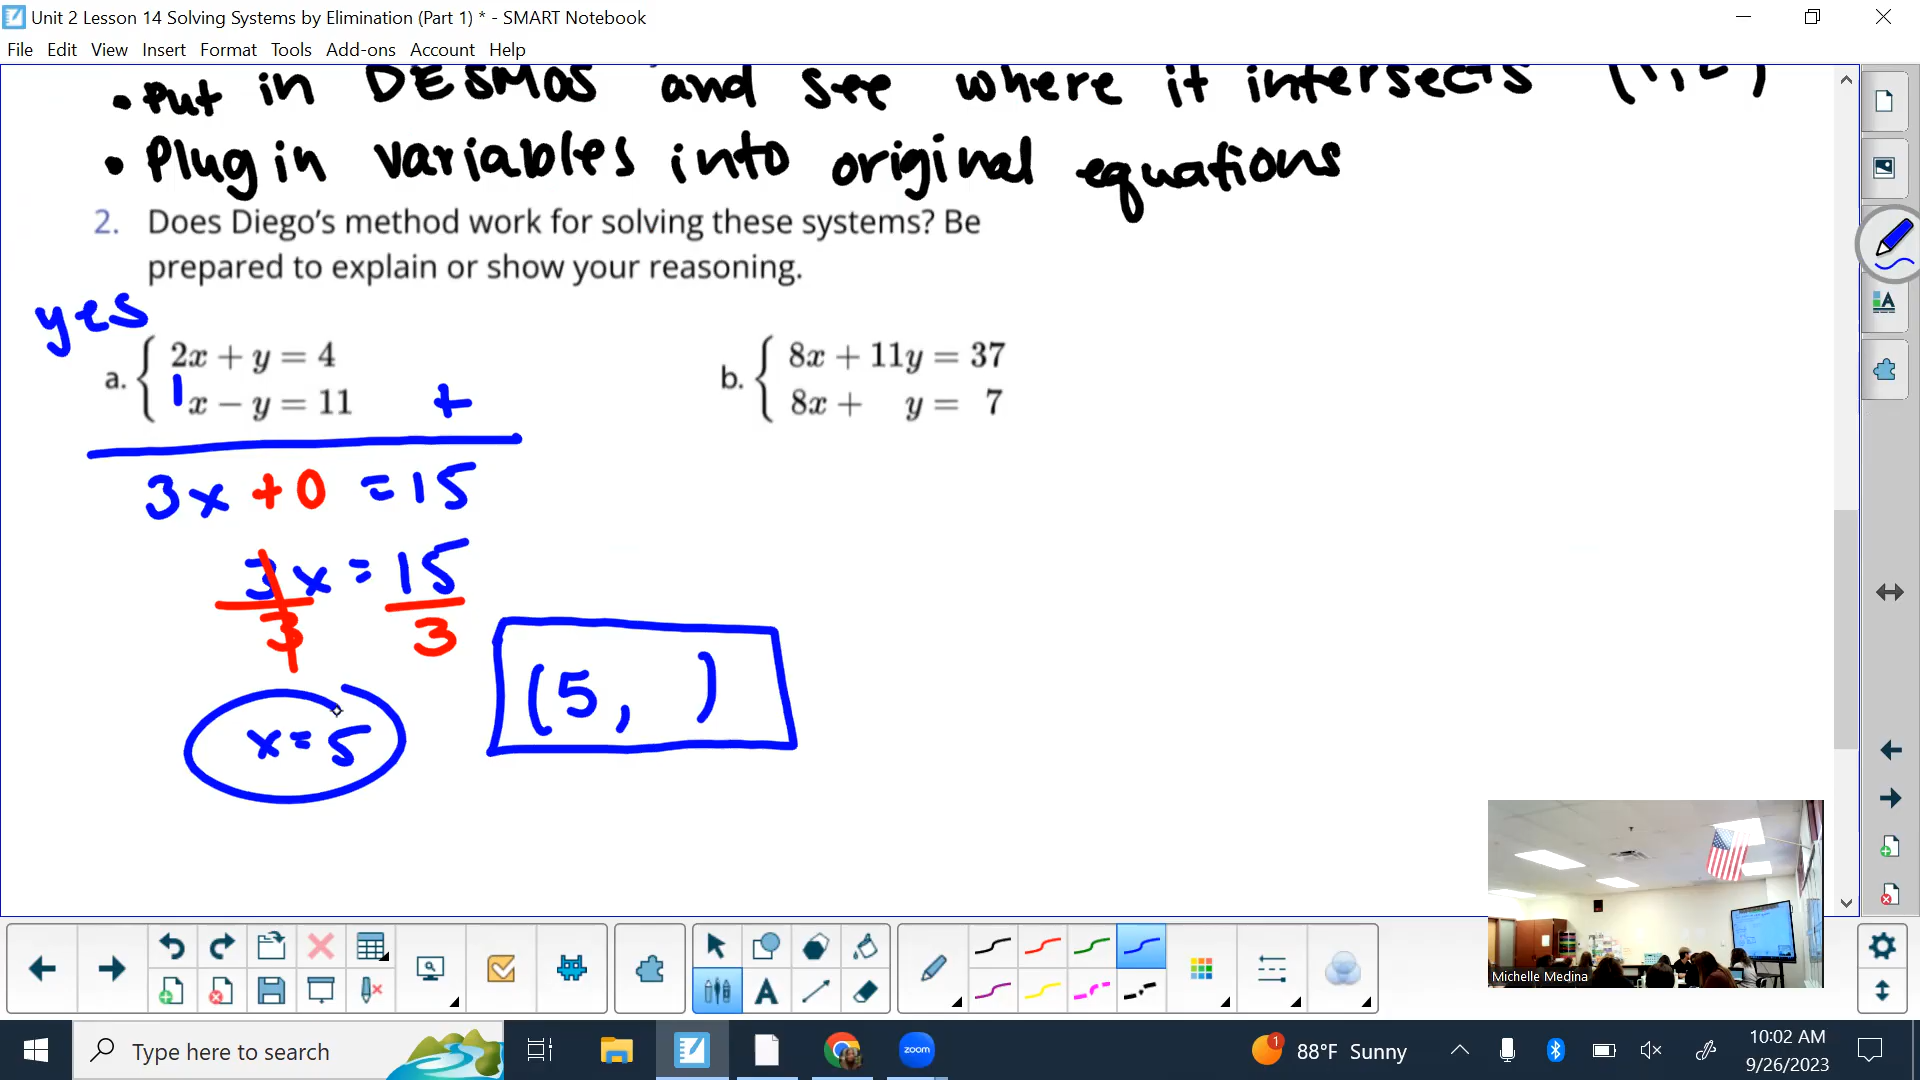 Unit 2 Lesson 14 Solving Systems by Elimination (Part 1) * - SMART Notebook
File Edit View Insert Format Tools Add-ons Account Help
• Put in DESMOS and see where it intersects
• Plug in variables into original equations
2. Does Diego's method work for solving these systems? Be
prepared to explain or show your reasoning.
yes
a. { 2x + y = 4
1x − y = 11 +
b. { 8x + 11y = 37
8x + y = 7
3x + 0 = 15
3x = 15
3 3
x = 5
(5, )
Michelle Medina
Type here to search
zoom
1
88°F Sunny
10:02 AM
9/26/2023